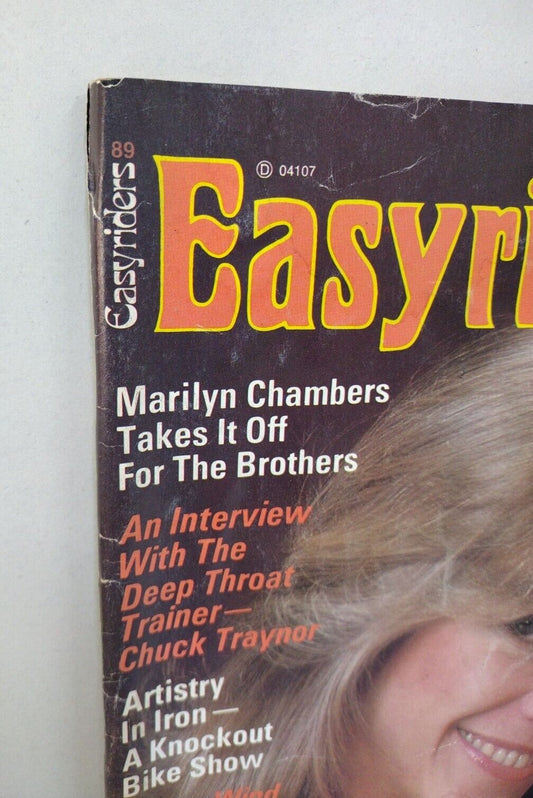 89
Easyriders
Ⓓ 04107
Easyri
Marilyn Chambers
Takes It Off
For The Brothers
An Interview
With The
Deep Throat
Trainer—
Chuck Traynor
Artistry
In Iron—
A Knockout
Bike Show
Wind